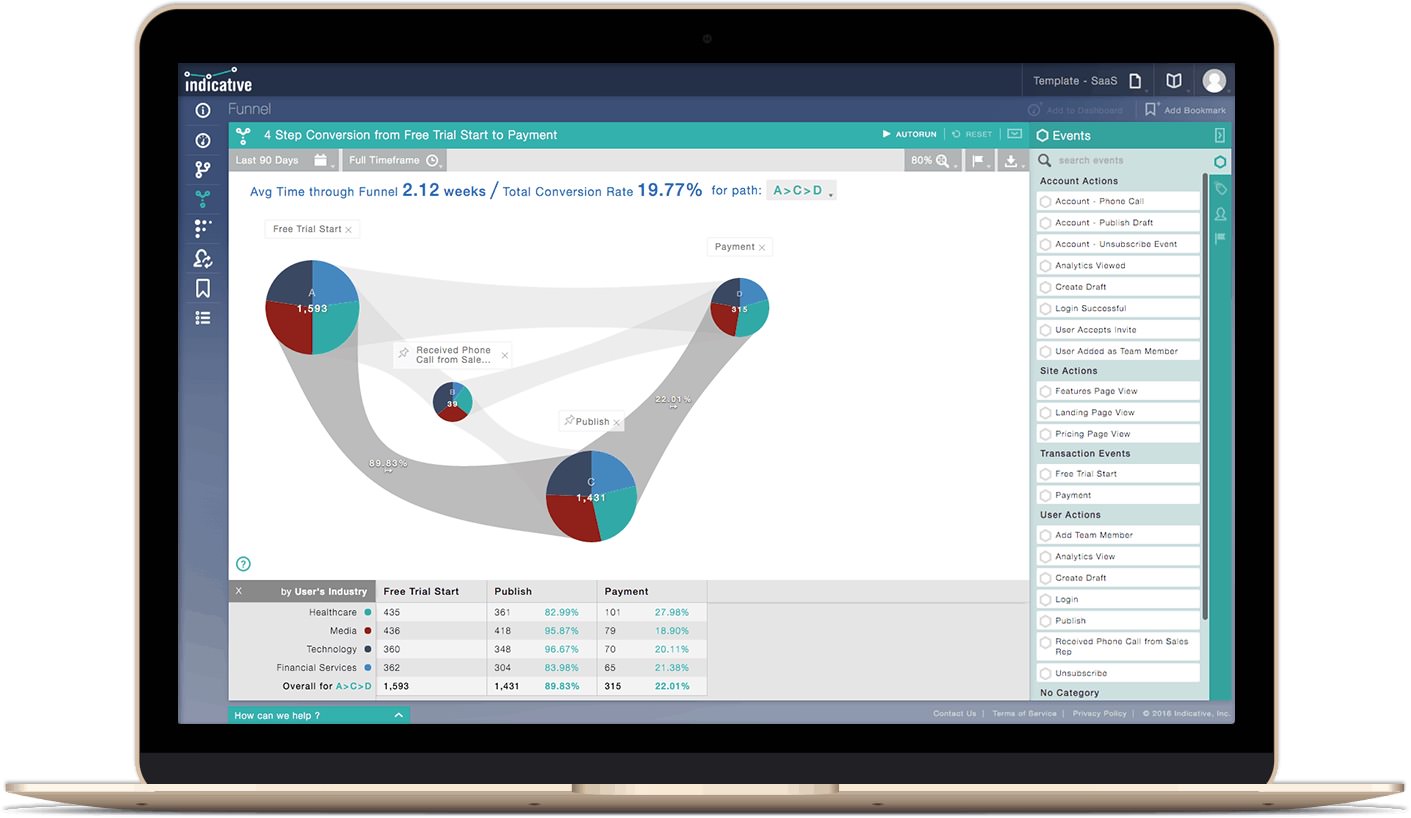 indicative
Template - SaaS
Funnel
Add to Dashboard
Add Bookmark
4 Step Conversion from Free Trial Start to Payment
AUTORUN
RESET
Events
Last 90 Days
Full Timeframe
80%
search events
Avg Time through Funnel 2.12 weeks / Total Conversion Rate 19.77% for path: A>C>D
Free Trial Start ×
Payment ×
A
1,593
D
315
Received Phone
Call from Sale... ×
B
39
Publish ×
22.01%
89.83%
C
1,431
?
Account Actions
Account - Phone Call
Account - Publish Draft
Account - Unsubscribe Event
Analytics Viewed
Create Draft
Login Successful
User Accepts Invite
User Added as Team Member
Site Actions
Features Page View
Landing Page View
Pricing Page View
Transaction Events
Free Trial Start
Payment
User Actions
Add Team Member
Analytics View
Create Draft
Login
Publish
Received Phone Call from Sales
Rep
Unsubscribe
No Category
X by User's Industry Free Trial Start Publish Payment
Healthcare 435 361 82.99% 101 27.98%
Media 436 418 95.87% 79 18.90%
Technology 360 348 96.67% 70 20.11%
Financial Services 362 304 83.98% 65 21.38%
Overall for A>C>D 1,593 1,431 89.83% 315 22.01%
How can we help ?
Contact Us | Terms of Service | Privacy Policy | © 2016 Indicative, Inc.